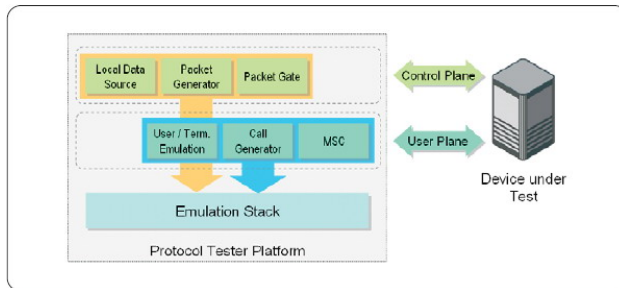 Local Data
Source
Packet
Generator
Packet Gate
Control Plane
User / Term.
Emulation
Call
Generator
MSC
User Plane
Device under
Test
Emulation Stack
Protocol Tester Platform